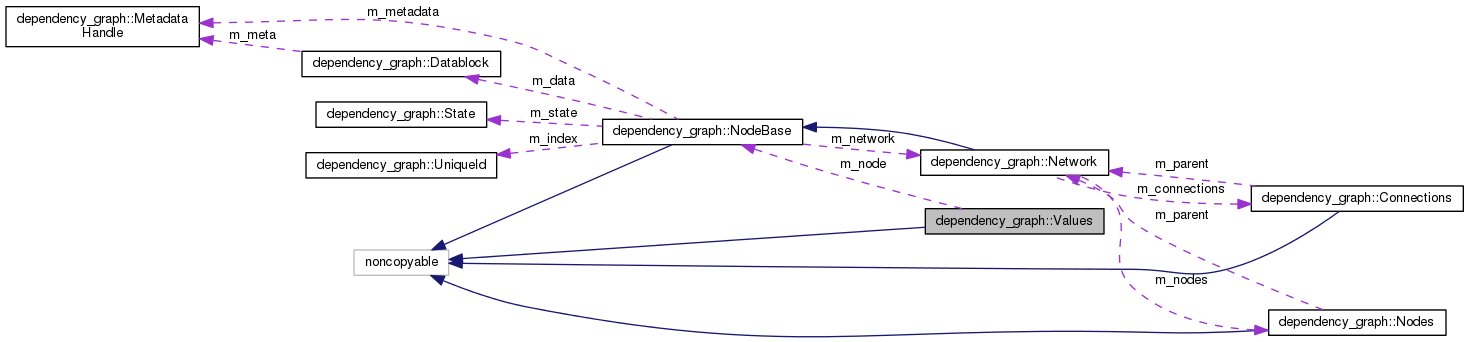 m_metadata
dependency_graph::Metadata
Handle
m_meta
dependency_graph::Datablock
m_data
dependency_graph::State
m_state
dependency_graph::NodeBase
m_index
m_network
dependency_graph::UniqueId
m_node
dependency_graph::Network
m_parent
m_connections
dependency_graph::Connections
m_parent
dependency_graph::Values
noncopyable
m_nodes
dependency_graph::Nodes